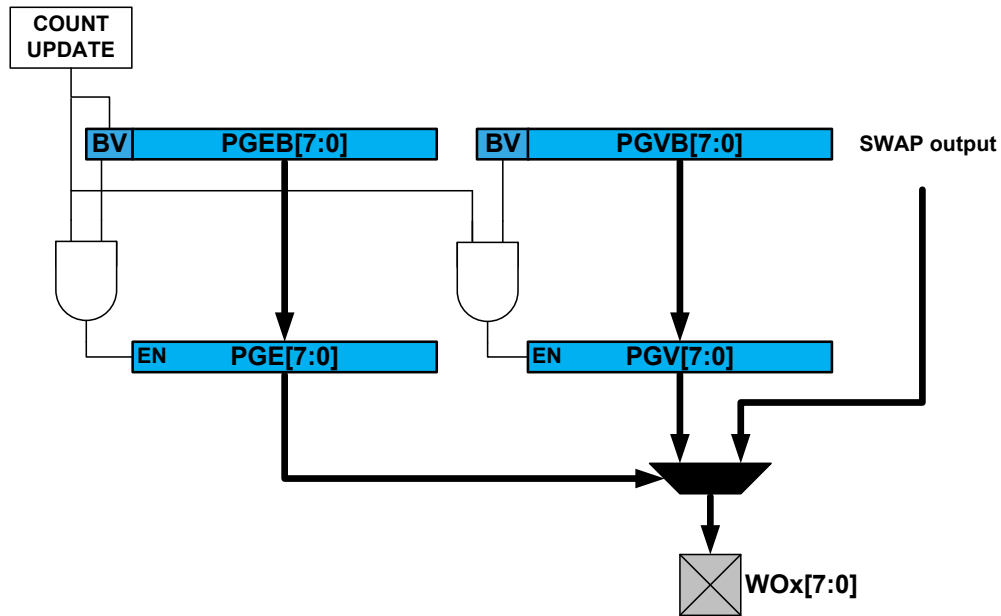 COUNT
UPDATE
BV PGEB[7:0]
BV PGVB[7:0]
SWAP output
EN PGE[7:0]
EN PGV[7:0]
WOx[7:0]